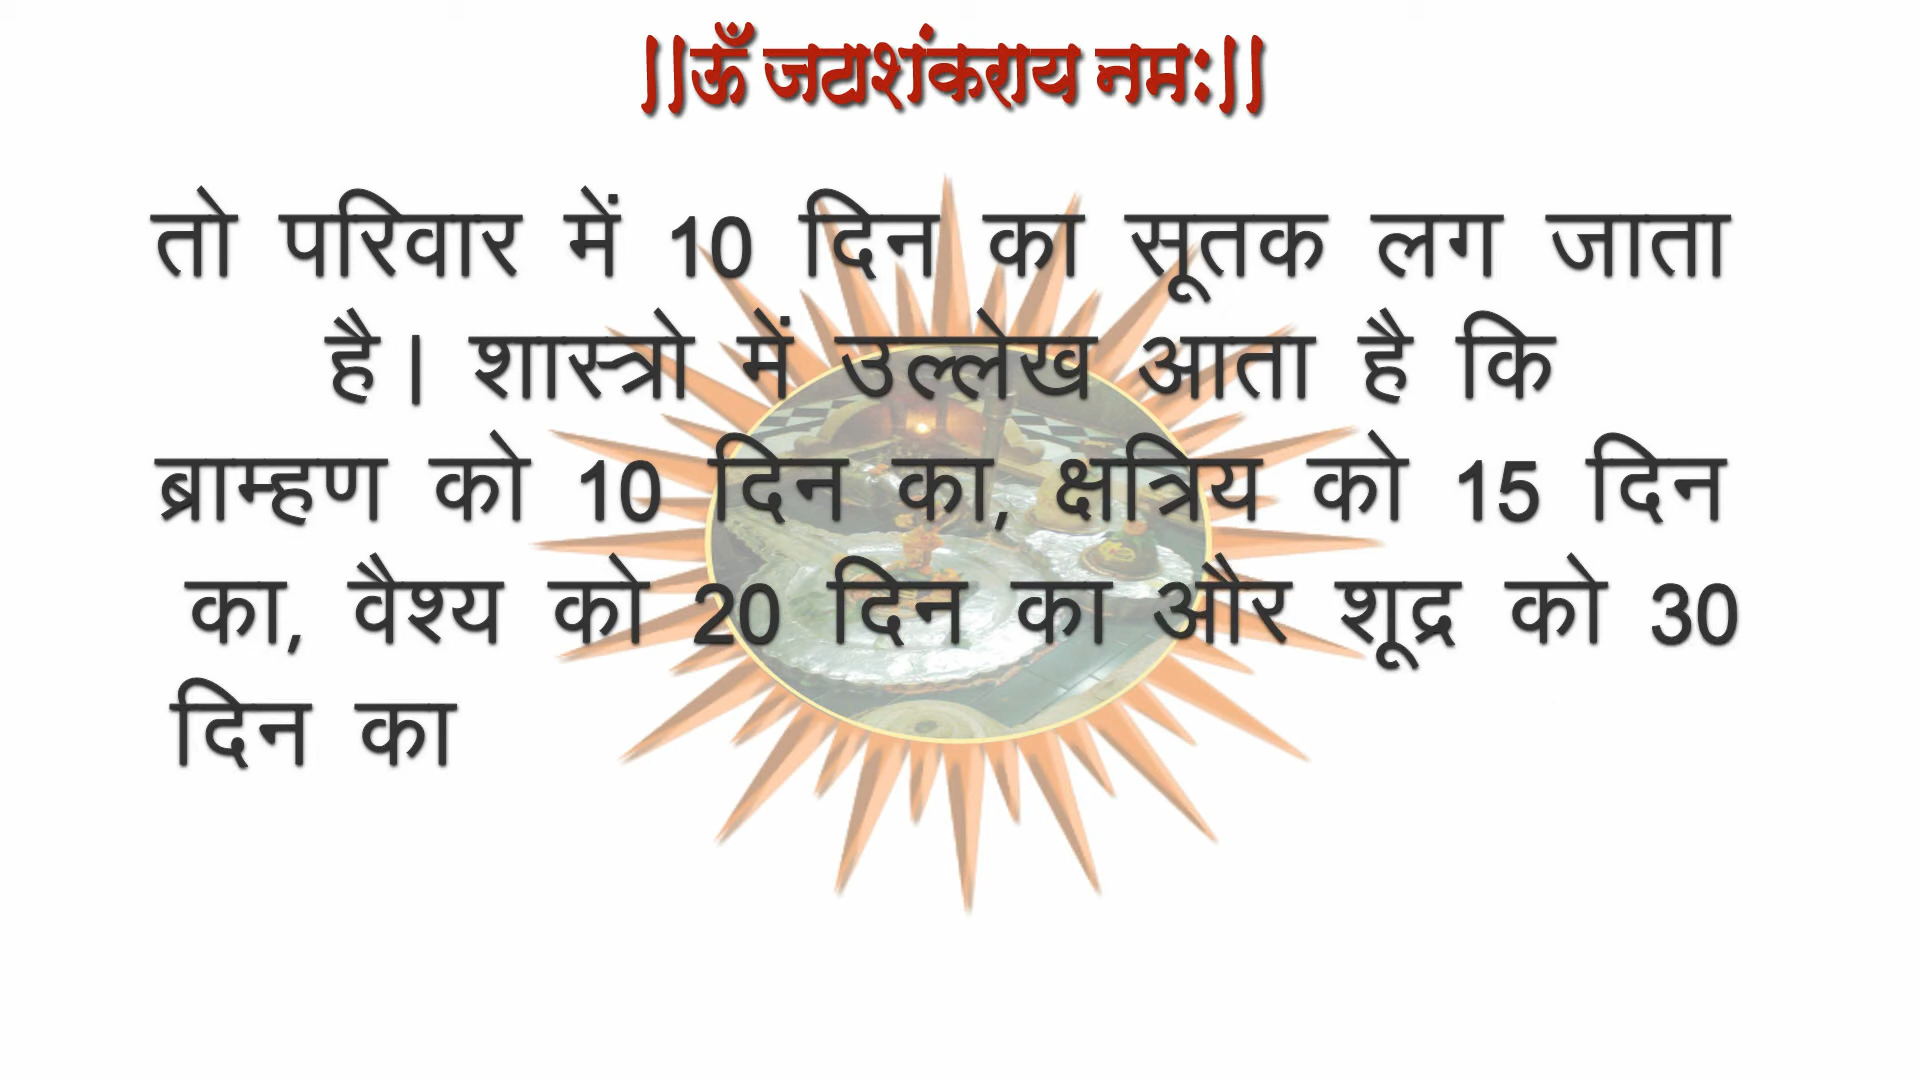 ||ऊँ जटाशंकराय नमः||
तो परिवार में 10 दिन का सूतक लग जाता
है। शास्त्रो में उल्लेख आता है कि
ब्राम्हण को 10 दिन का, क्षत्रिय को 15 दिन
का, वैश्य को 20 दिन का और शूद्र को 30
दिन का